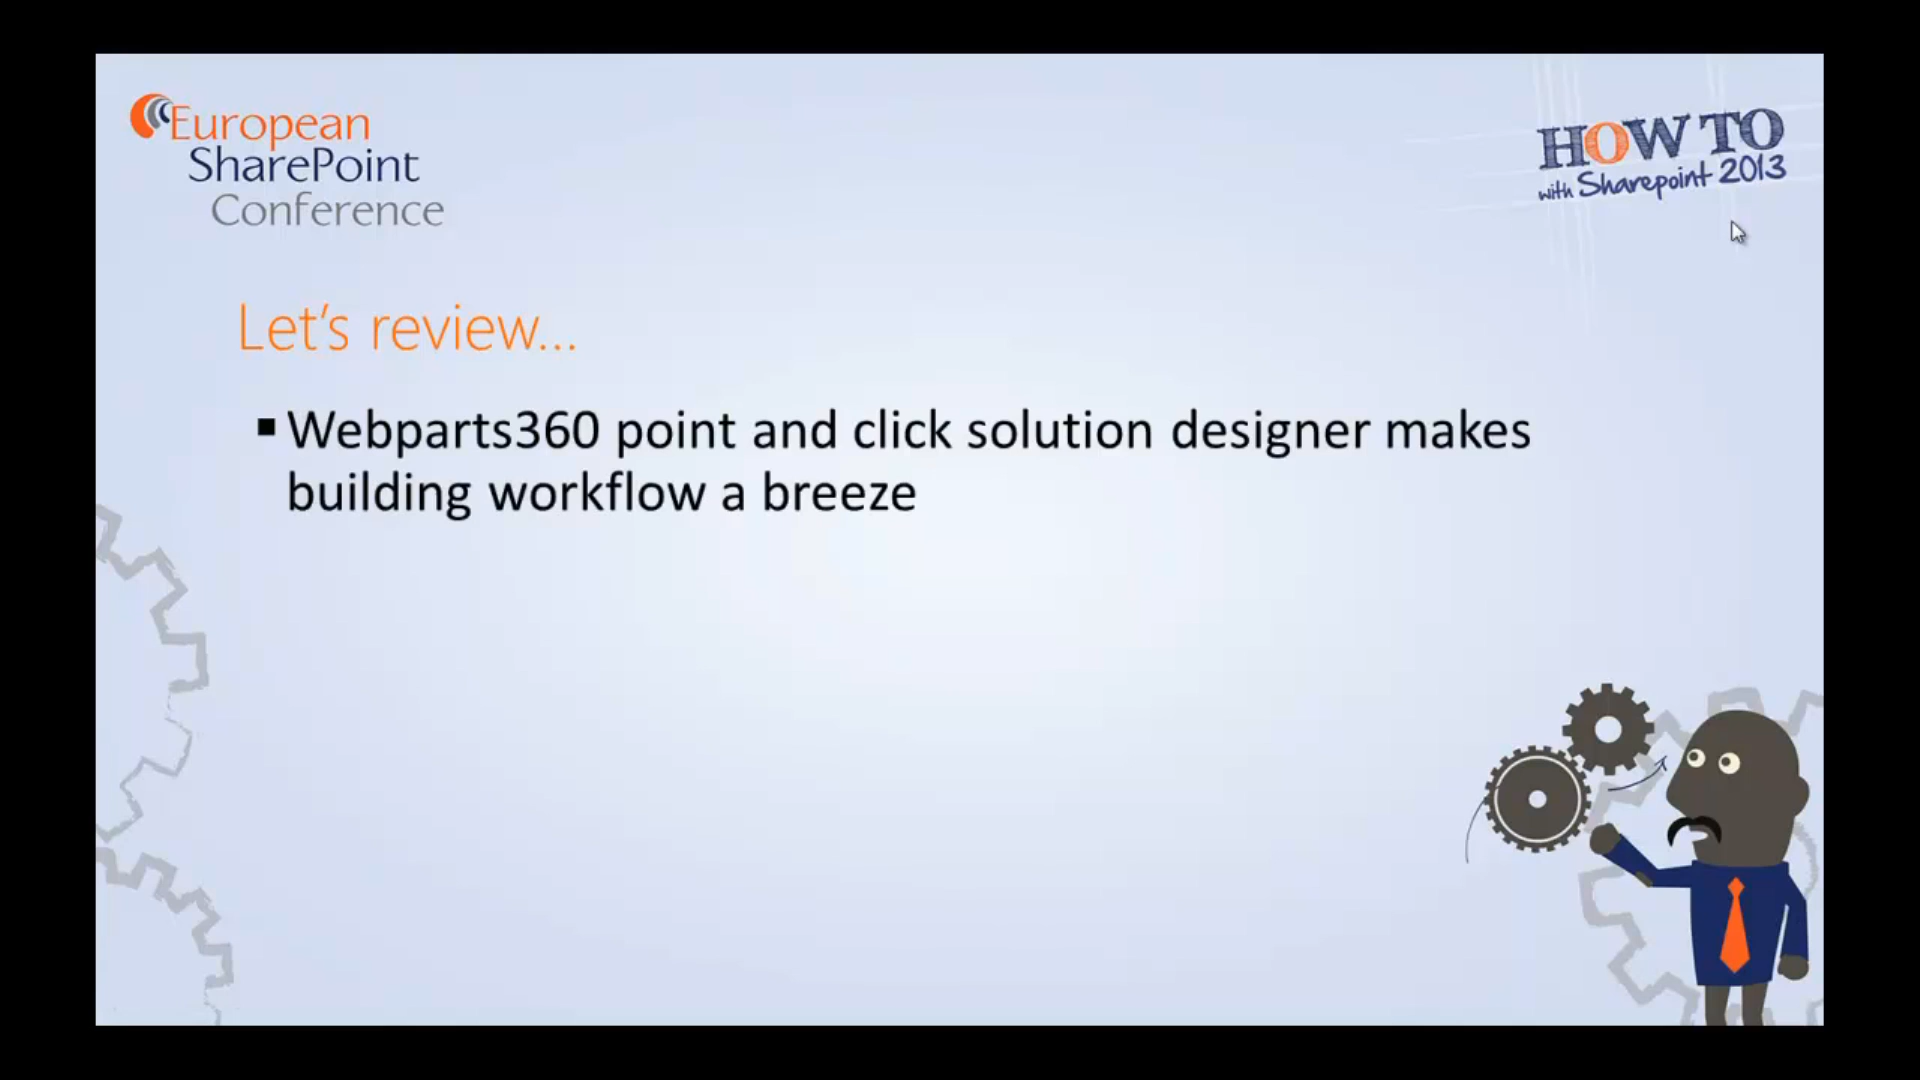 European
SharePoint
Conference
HOW TO
with Sharepoint 2013
Let's review...
▪ Webparts360 point and click solution designer makes
building workflow a breeze